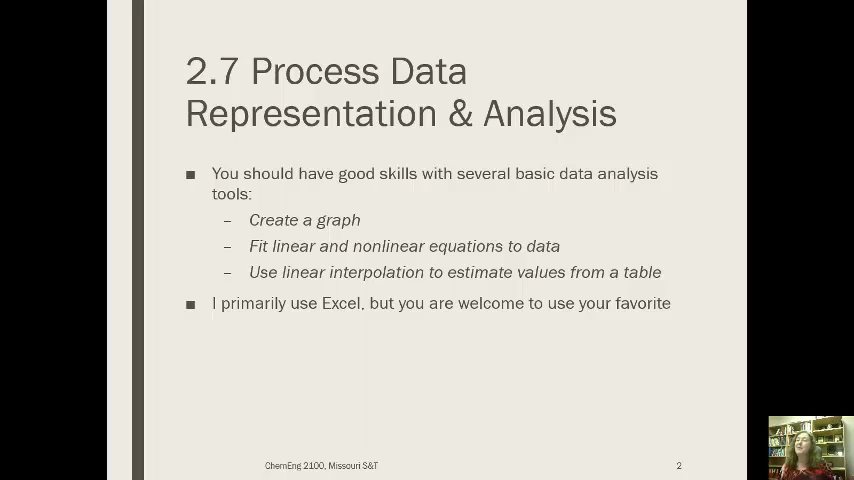 2.7 Process Data
Representation & Analysis
■ You should have good skills with several basic data analysis
tools:
– Create a graph
– Fit linear and nonlinear equations to data
– Use linear interpolation to estimate values from a table
■ I primarily use Excel, but you are welcome to use your favorite
ChemEng 2100, Missouri S&T
2